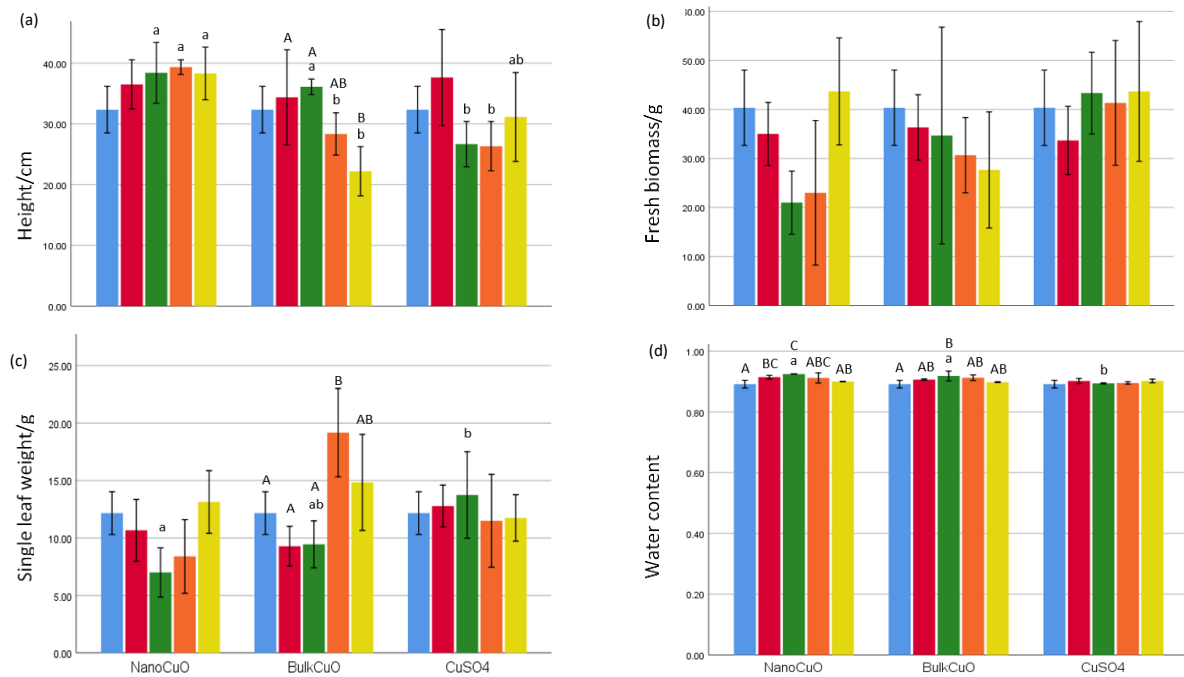 (a)
Height/cm
40.00
30.00
20.00
10.00
0.00
a
a
a
A
A
a
AB
b
B
b
b
b
ab
(b)
Fresh biomass/g
60.00
50.00
40.00
30.00
20.00
10.00
0.00
(c)
Single leaf weight/g
25.00
20.00
15.00
10.00
5.00
0.00
a
A
A
A
ab
B
AB
b
NanoCuO
BulkCuO
CuSO4
(d)
Water content
1.00
0.80
0.60
0.40
0.20
0.00
A
BC
C
a
ABC
AB
A
AB
B
a
AB
AB
b
NanoCuO
BulkCuO
CuSO4